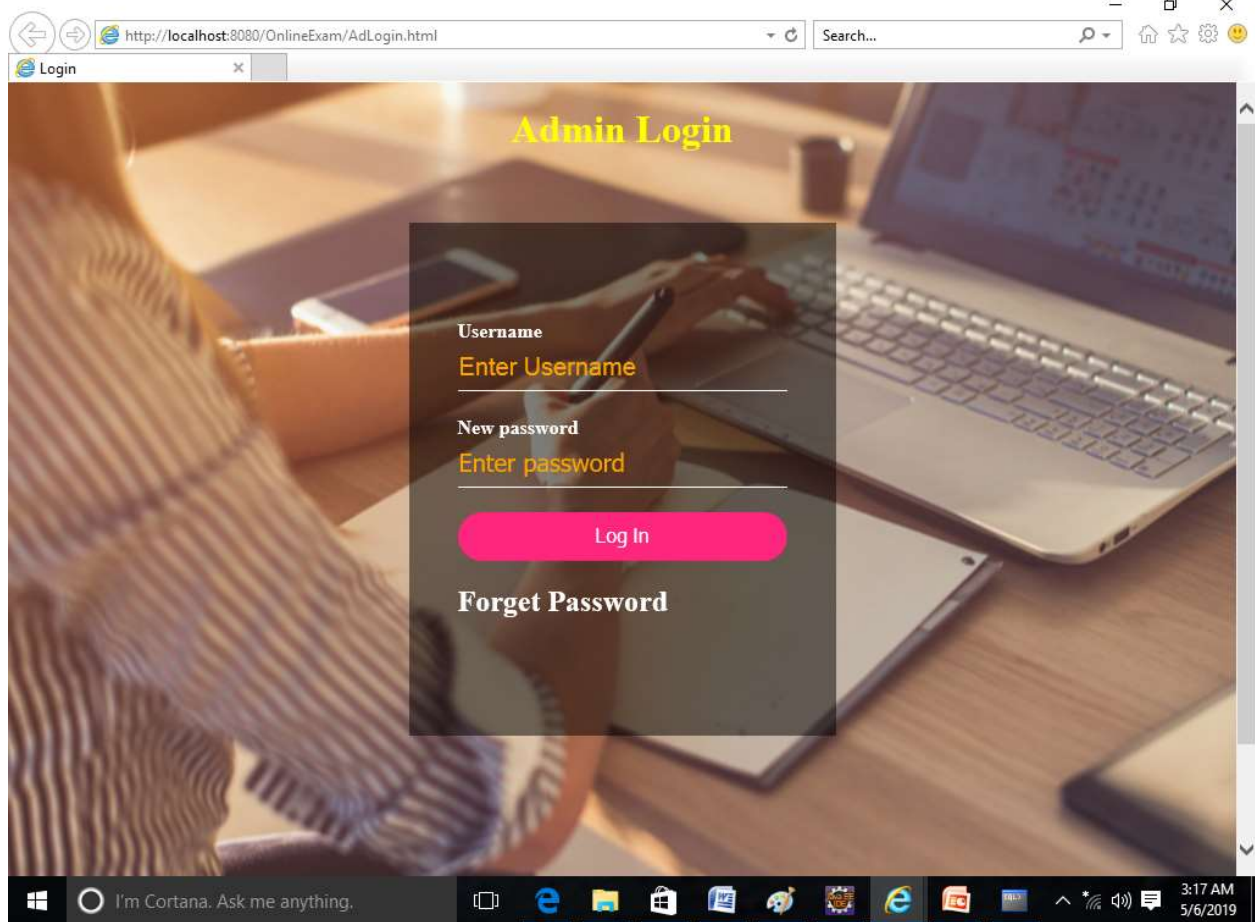 http://localhost:8080/OnlineExam/AdLogin.html
Search...
Login
Admin Login
Username
Enter Username
New password
Enter password
Log In
Forget Password
I'm Cortana. Ask me anything.
3:17 AM
5/6/2019